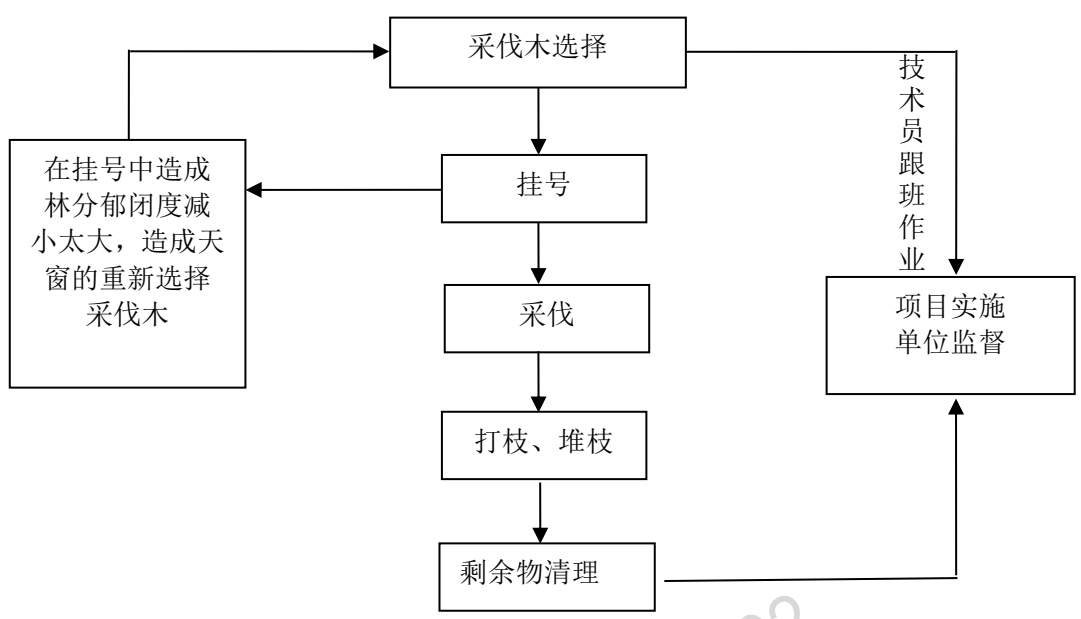 采伐木选择
技术员跟班作业
在挂号中造成
林分郁闭度减
小太大，造成天
窗的重新选择
采伐木
挂号
采伐
项目实施
单位监督
打枝、堆枝
剩余物清理